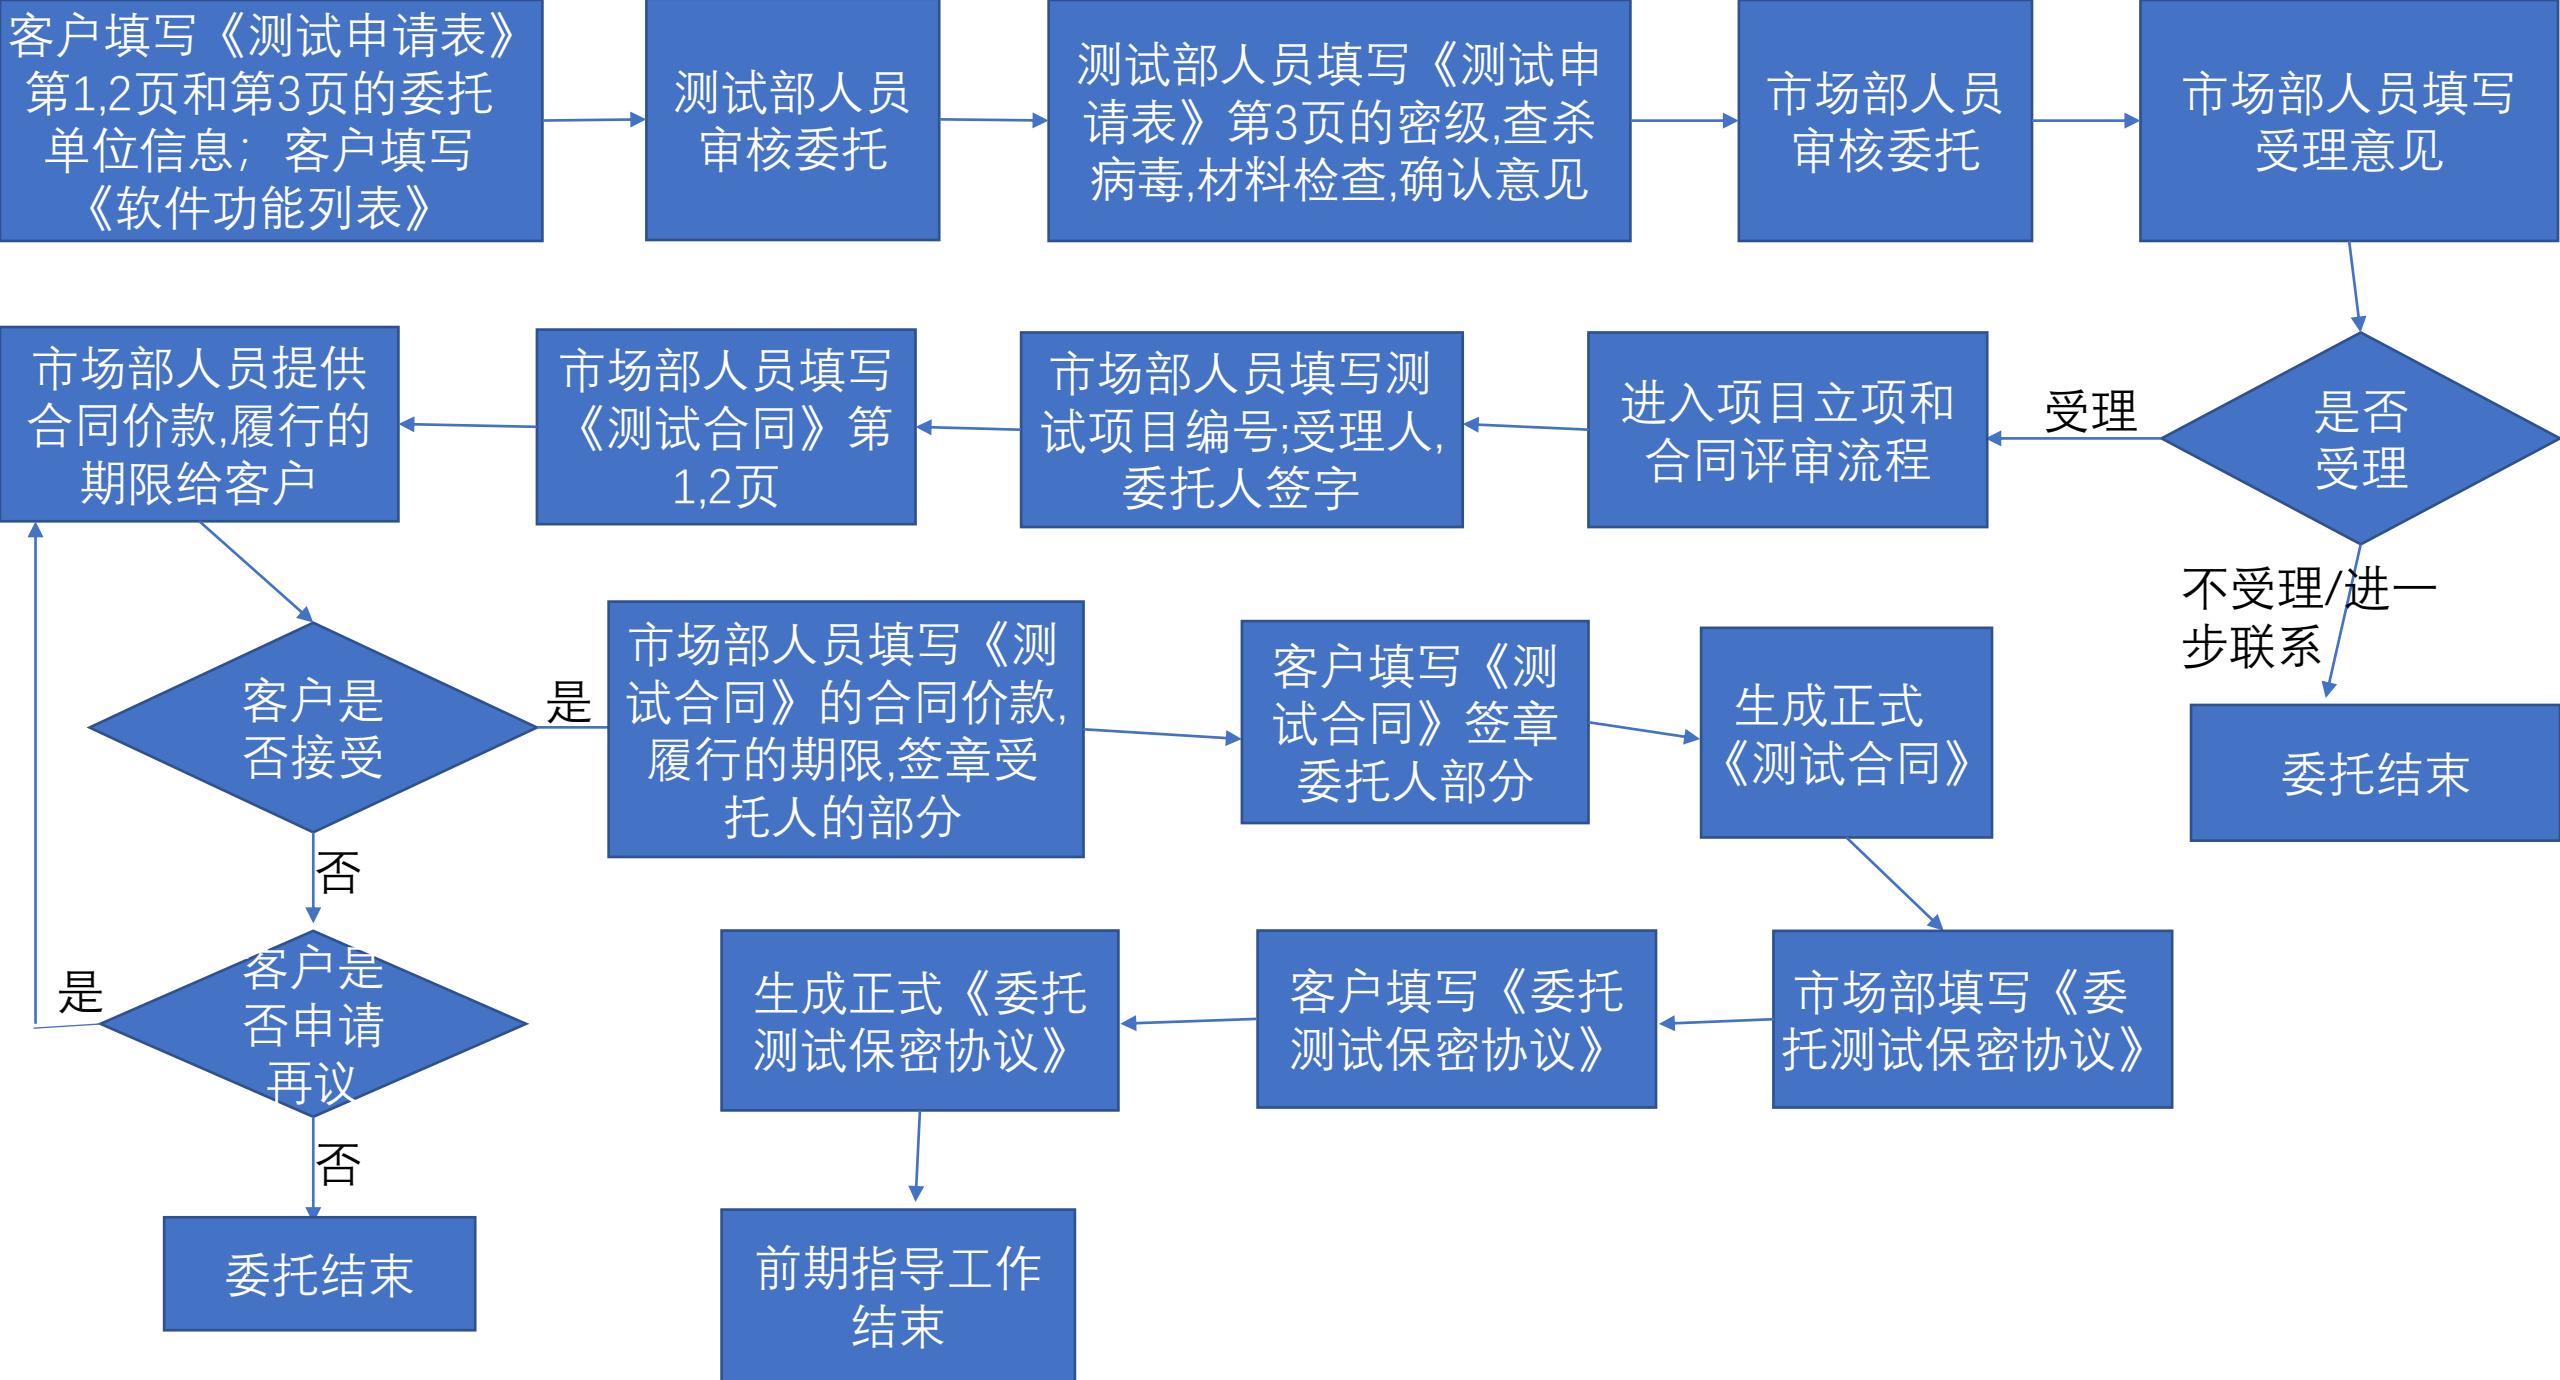 客户填写《测试申请表》
第1,2页和第3页的委托
单位信息；客户填写
《软件功能列表》
测试部人员
审核委托
测试部人员填写《测试申
请表》第3页的密级,查杀
病毒,材料检查,确认意见
市场部人员
审核委托
市场部人员填写
受理意见
是否
受理
受理
不受理/进一
步联系
委托结束
进入项目立项和
合同评审流程
市场部人员填写测
试项目编号;受理人,
委托人签字
市场部人员填写
《测试合同》第
1,2页
市场部人员提供
合同价款,履行的
期限给客户
客户是
否接受
是
否
市场部人员填写《测
试合同》的合同价款,
履行的期限,签章受
托人的部分
客户填写《测
试合同》签章
委托人部分
生成正式
《测试合同》
客户是
否申请
再议
是
否
委托结束
市场部填写《委
托测试保密协议》
客户填写《委托
测试保密协议》
生成正式《委托
测试保密协议》
前期指导工作
结束